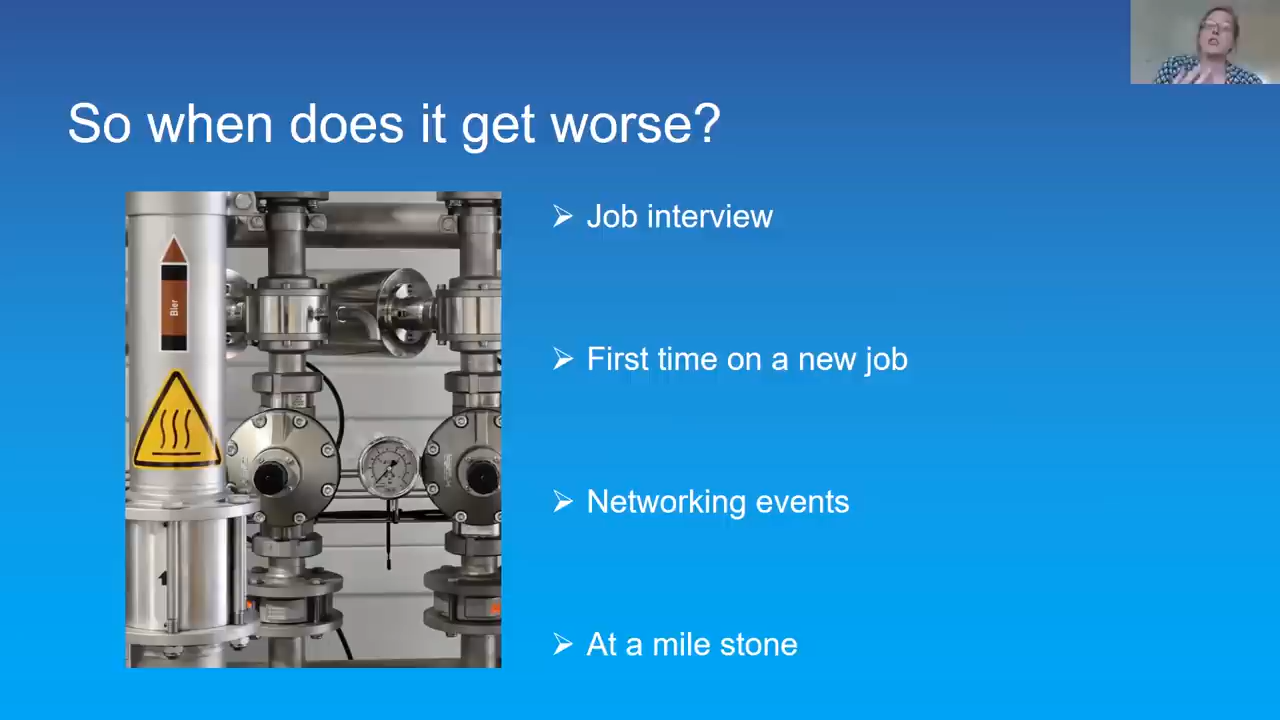 So when does it get worse?
Bier
Job interview
First time on a new job
Networking events
At a mile stone